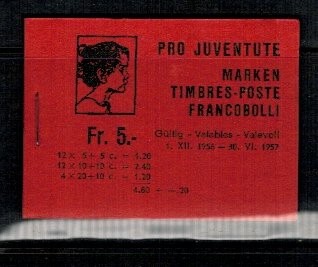 PRO JUVENTUTE
MARKEN
TIMBRES-POSTE
FRANCOBOLLI
Fr. 5.-
Gültig - Valables - Valevoli
1. XII. 1956 - 30. VI. 1957
12 × 5 + 5 c. = 1.20
12 × 10 + 10 c. = 2.40
4 × 20 + 10 c. = 1.20
4.80 - -.20